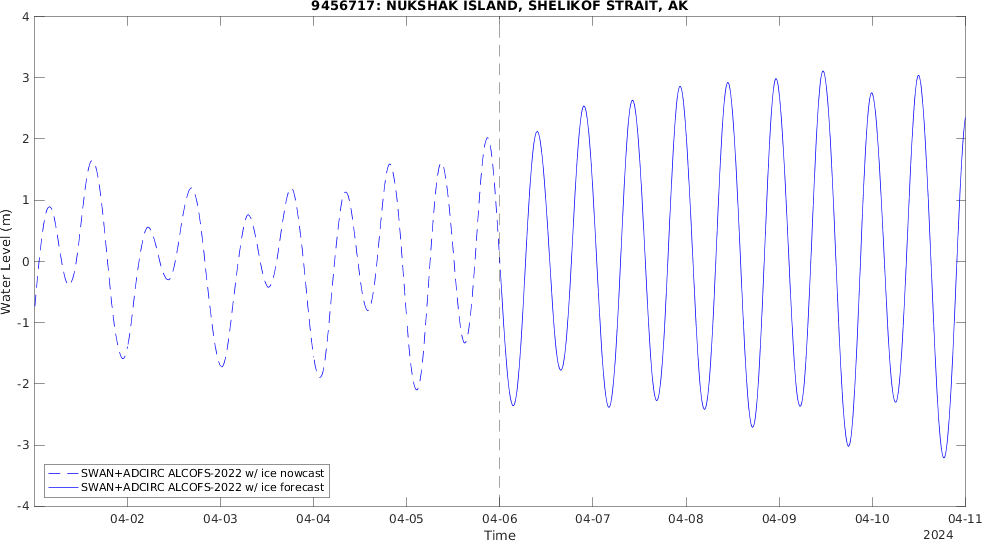 9456717: NUKSHAK ISLAND, SHELIKOF STRAIT, AK
4
3
2
1
0
-1
-2
-3
-4
Water Level (m)
SWAN+ADCIRC ALCOFS-2022 w/ ice nowcast
SWAN+ADCIRC ALCOFS-2022 w/ ice forecast
04-02 04-03 04-04 04-05 04-06 04-07 04-08 04-09 04-10 04-11
Time
2024